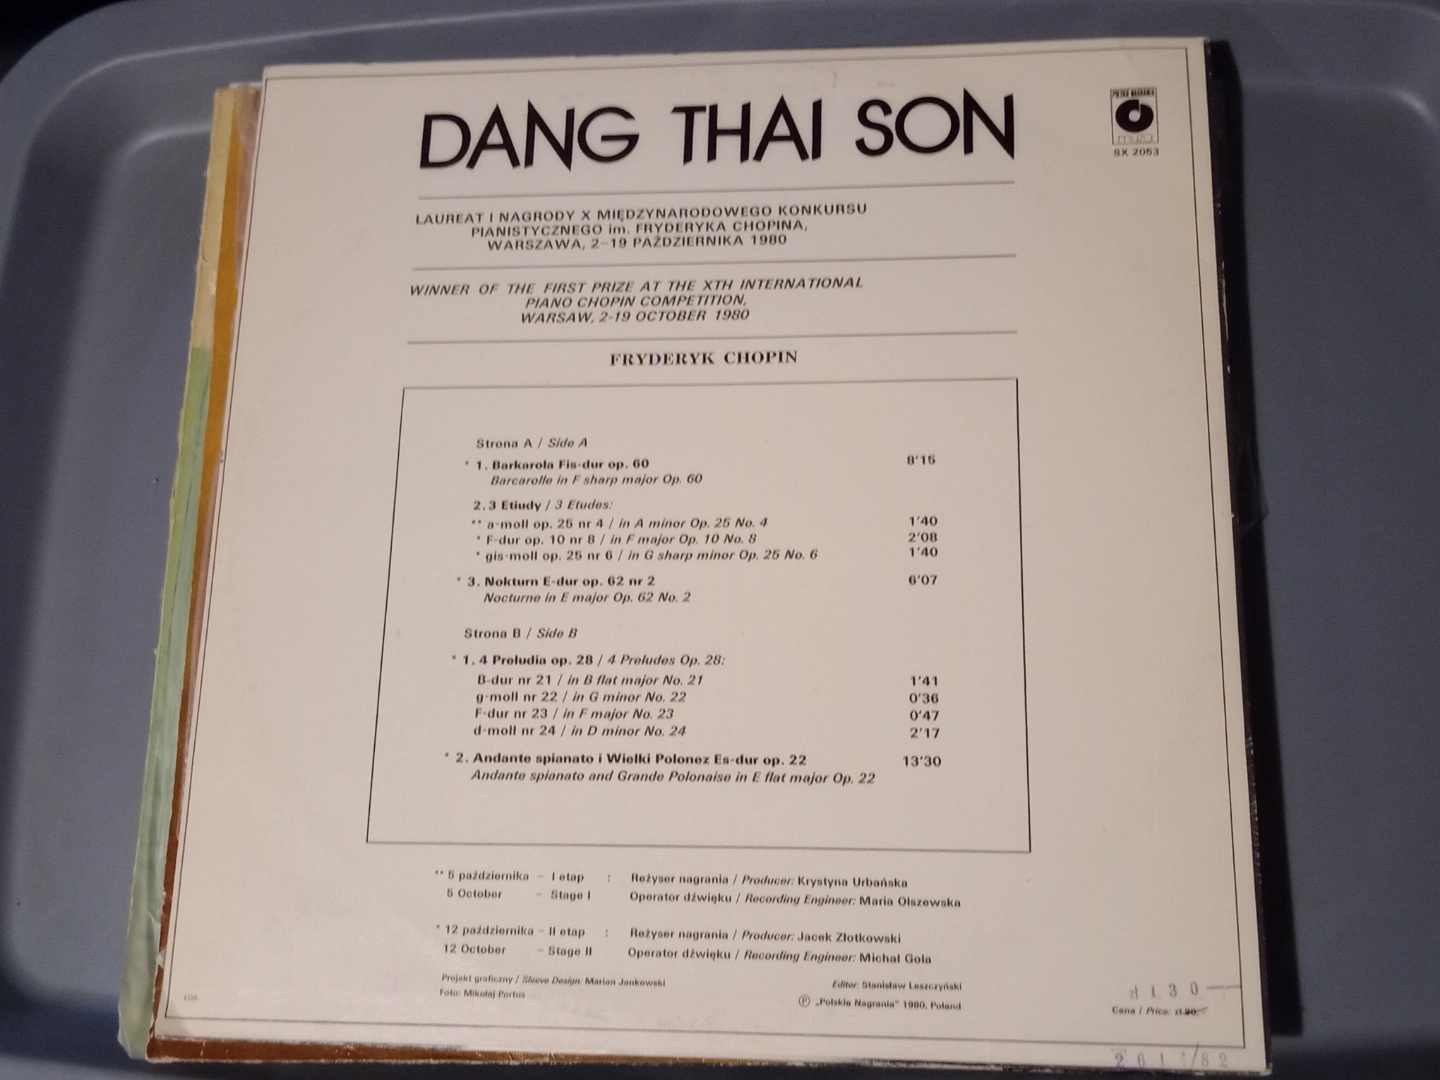 DANG THAI SON
POLSKIE NAGRANIA
muza
SX 2053
LAUREAT I NAGRODY X MIĘDZYNARODOWEGO KONKURSU
PIANISTYCZNEGO im. FRYDERYKA CHOPINA,
WARSZAWA, 2-19 PAŹDZIERNIKA 1980
WINNER OF THE FIRST PRIZE AT THE XTH INTERNATIONAL
PIANO CHOPIN COMPETITION,
WARSAW, 2-19 OCTOBER 1980
FRYDERYK CHOPIN
Strona A / Side A
* 1. Barkarola Fis-dur op. 60 8'15
Barcarolle in F sharp major Op. 60
2. 3 Etiudy / 3 Etudes:
** a-moll op. 25 nr 4 / in A minor Op. 25 No. 4 1'40
* F-dur op. 10 nr 8 / in F major Op. 10 No. 8 2'08
* gis-moll op. 25 nr 6 / in G sharp minor Op. 25 No. 6 1'40
* 3. Nokturn E-dur op. 62 nr 2 6'07
Nocturne in E major Op. 62 No. 2
Strona B / Side B
* 1. 4 Preludia op. 28 / 4 Preludes Op. 28:
B-dur nr 21 / in B flat major No. 21 1'41
g-moll nr 22 / in G minor No. 22 0'36
F-dur nr 23 / in F major No. 23 0'47
d-moll nr 24 / in D minor No. 24 2'17
* 2. Andante spianato i Wielki Polonez Es-dur op. 22 13'30
Andante spianato and Grande Polonaise in E flat major Op. 22
** 5 października - I etap : Reżyser nagrania / Producer: Krystyna Urbańska
5 October - Stage I Operator dźwięku / Recording Engineer: Maria Olszewska
* 12 października - II etap : Reżyser nagrania / Producer: Jacek Złotkowski
12 October - Stage II Operator dźwięku / Recording Engineer: Michał Gola
Projekt graficzny / Sleeve Design: Marian Jankowski
Foto: Mikołaj Portus
Editor: Stanisław Leszczyński
Ⓟ „Polskie Nagrania" 1980, Poland
zł 130
Cena / Price: zł 90,-